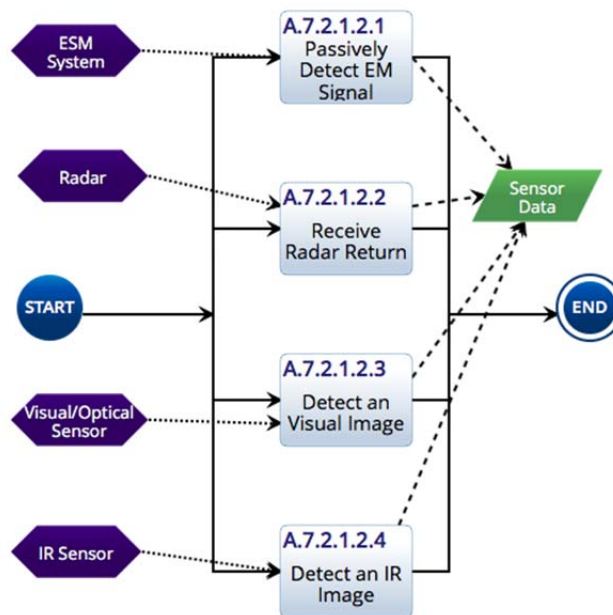 ESM
System
A.7.2.1.2.1
Passively
Detect EM
Signal
Radar
A.7.2.1.2.2
Receive
Radar Return
Sensor
Data
START
END
A.7.2.1.2.3
Detect an
Visual Image
Visual/Optical
Sensor
A.7.2.1.2.4
Detect an IR
Image
IR Sensor